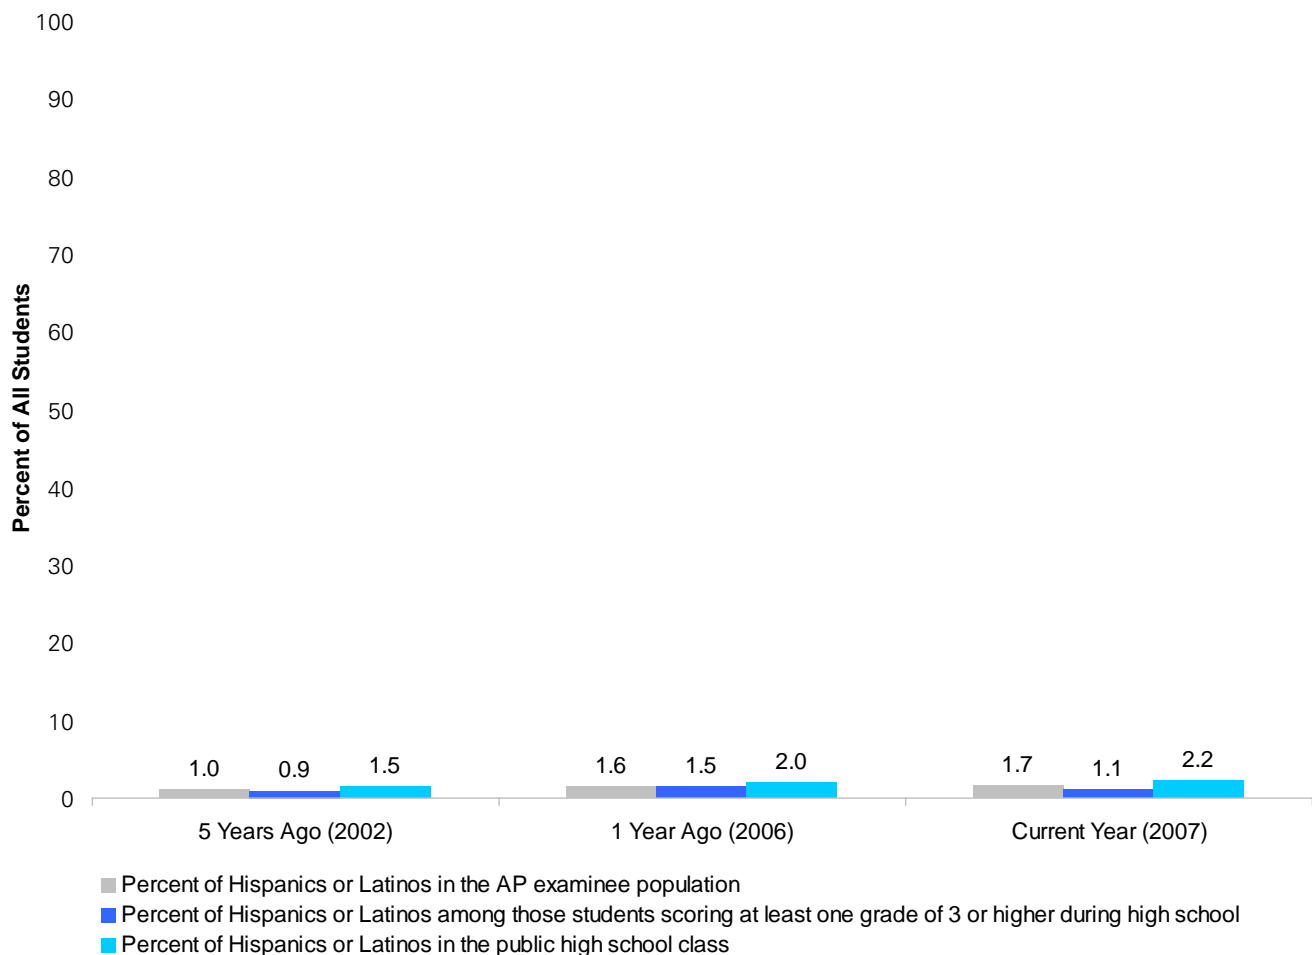 100
90
80
70
60
50
40
30
20
10
0
Percent of All Students
1.0
0.9
1.5
1.6
1.5
2.0
1.7
1.1
2.2
5 Years Ago (2002)
1 Year Ago (2006)
Current Year (2007)
Percent of Hispanics or Latinos in the AP examinee population
Percent of Hispanics or Latinos among those students scoring at least one grade of 3 or higher during high school
Percent of Hispanics or Latinos in the public high school class